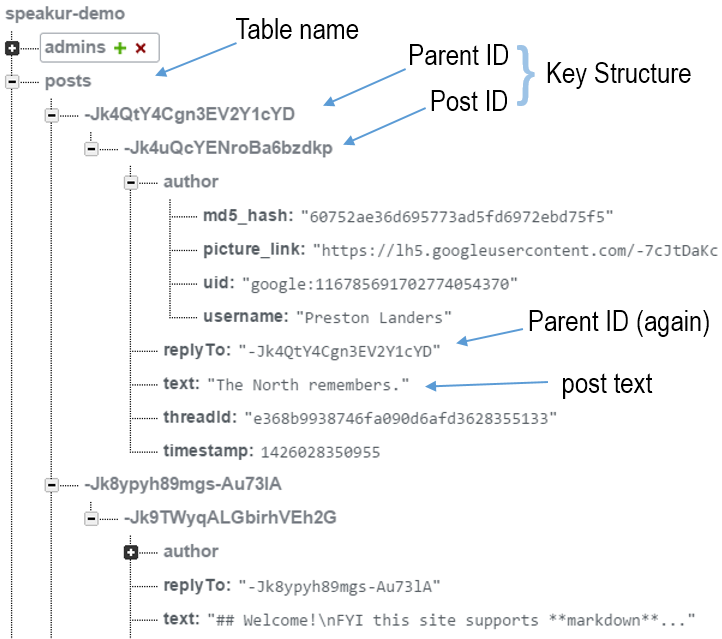 speakur-demo
admins + ×
Table name
Parent ID
Key Structure
posts
Post ID
-Jk4QtY4Cgn3EV2Y1cYD
-Jk4uQcYENroBa6bzdkp
author
md5_hash: "60752ae36d695773ad5fd6972ebd75f5"
picture_link: "https://lh5.googleusercontent.com/-7cJtDaKc
uid: "google:116785691702774054370"
username: "Preston Landers"
Parent ID (again)
replyTo: "-Jk4QtY4Cgn3EV2Y1cYD"
text: "The North remembers."
post text
threadId: "e368b9938746fa090d6afd3628355133"
timestamp: 1426028350955
-Jk8ypyh89mgs-Au73lA
-Jk9TWyqALGbirhVEh2G
author
replyTo: "-Jk8ypyh89mgs-Au73lA"
text: "## Welcome!\nFYI this site supports **markdown**..."